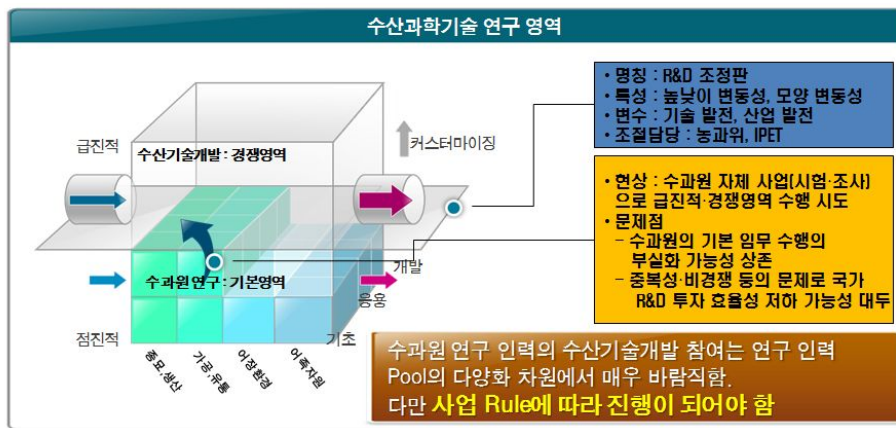 수산과학기술 연구 영역
• 명칭 : R&D 조정판
• 특성 : 높낮이 변동성, 모양 변동성
• 변수 : 기술 발전, 산업 발전
• 조절담당 : 농과위, IPET
급진적
수산기술개발 : 경쟁영역
커스터마이징
• 현상 : 수과원 자체 사업(시험·조사)
으로 급진적·경쟁영역 수행 시도
• 문제점
– 수과원의 기본 임무 수행의
부실화 가능성 상존
– 중복성·비경쟁 등의 문제로 국가
R&D 투자 효율성 저하 가능성 대두
수과원 연구 : 기본영역
개발
응용
기초
점진적
종묘,생산
가공,유통
어장환경
어족자원
수과원 연구 인력의 수산기술개발 참여는 연구 인력
Pool의 다양화 차원에서 매우 바람직함.
다만 사업 Rule에 따라 진행이 되어야 함